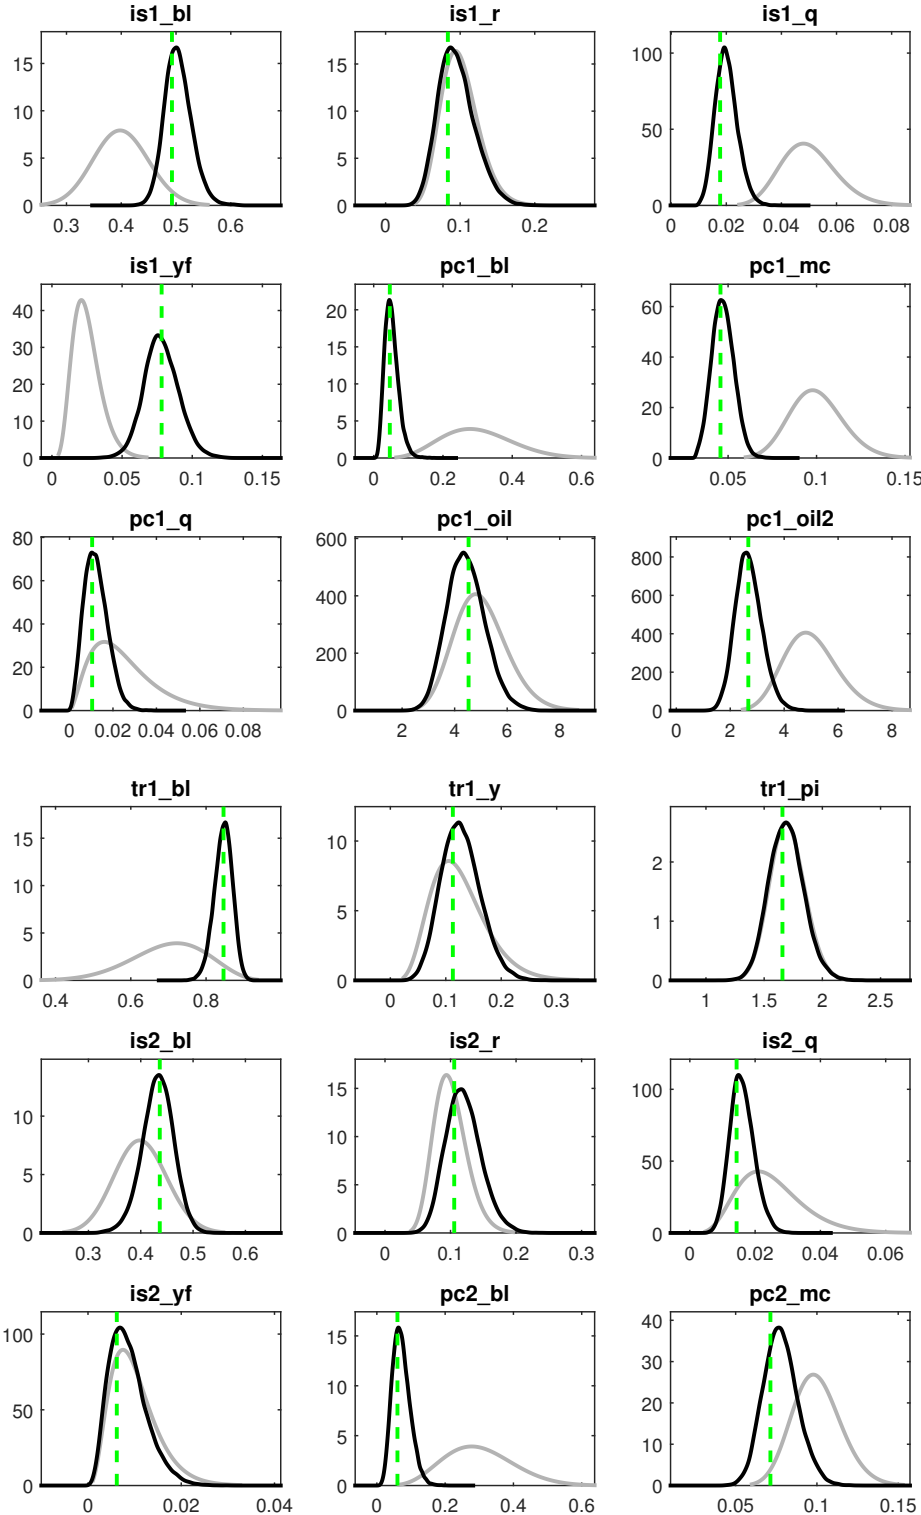 is1_bl is1_r is1_q
15 10 5 0 0.3 0.4 0.5 0.6
15 10 5 0 0 0.1 0.2
100 50 0 0 0.02 0.04 0.06 0.08
is1_yf pc1_bl pc1_mc
40 30 20 10 0 0 0.05 0.1 0.15
20 15 10 5 0 0 0.2 0.4 0.6
60 40 20 0 0.05 0.1 0.15
pc1_q pc1_oil pc1_oil2
80 60 40 20 0 0 0.02 0.04 0.06 0.08
600 400 200 0 2 4 6 8
800 600 400 200 0 0 2 4 6 8
tr1_bl tr1_y tr1_pi
15 10 5 0 0.4 0.6 0.8
10 5 0 0 0.1 0.2 0.3
2 1 0 1 1.5 2 2.5
is2_bl is2_r is2_q
10 5 0 0.3 0.4 0.5 0.6
15 10 5 0 0 0.1 0.2 0.3
100 50 0 0 0.02 0.04 0.06
is2_yf pc2_bl pc2_mc
100 50 0 0 0.02 0.04
15 10 5 0 0 0.2 0.4 0.6
40 30 20 10 0 0.05 0.1 0.15